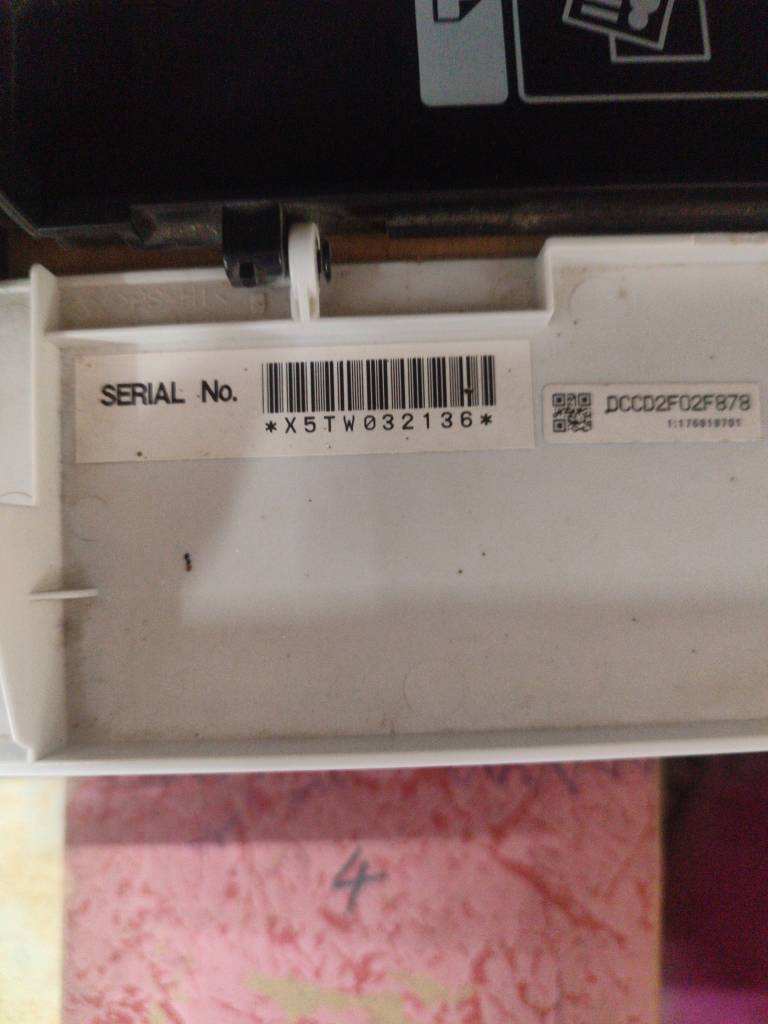 SERIAL No.
*X5TW032136*
DCCD2F02F878
4